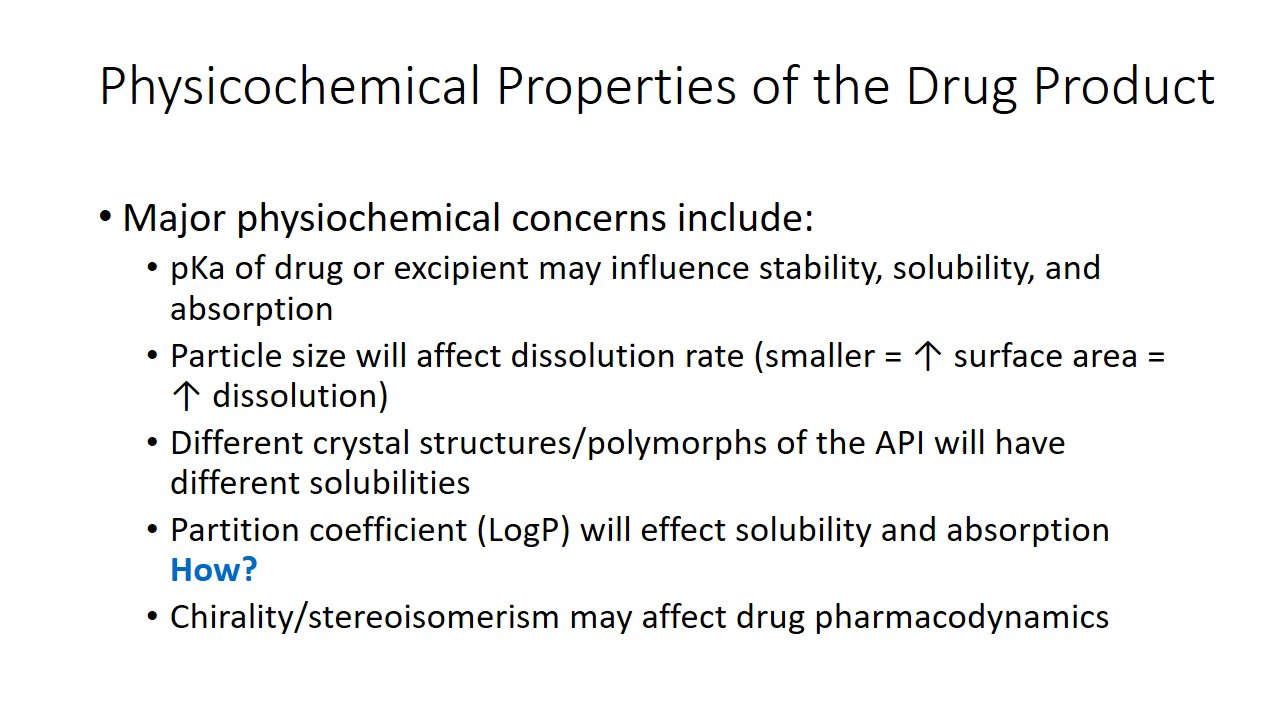 Physicochemical Properties of the Drug Product
• Major physiochemical concerns include:
• pKa of drug or excipient may influence stability, solubility, and
absorption
• Particle size will affect dissolution rate (smaller = ↑ surface area =
↑ dissolution)
• Different crystal structures/polymorphs of the API will have
different solubilities
• Partition coefficient (LogP) will effect solubility and absorption
How?
• Chirality/stereoisomerism may affect drug pharmacodynamics